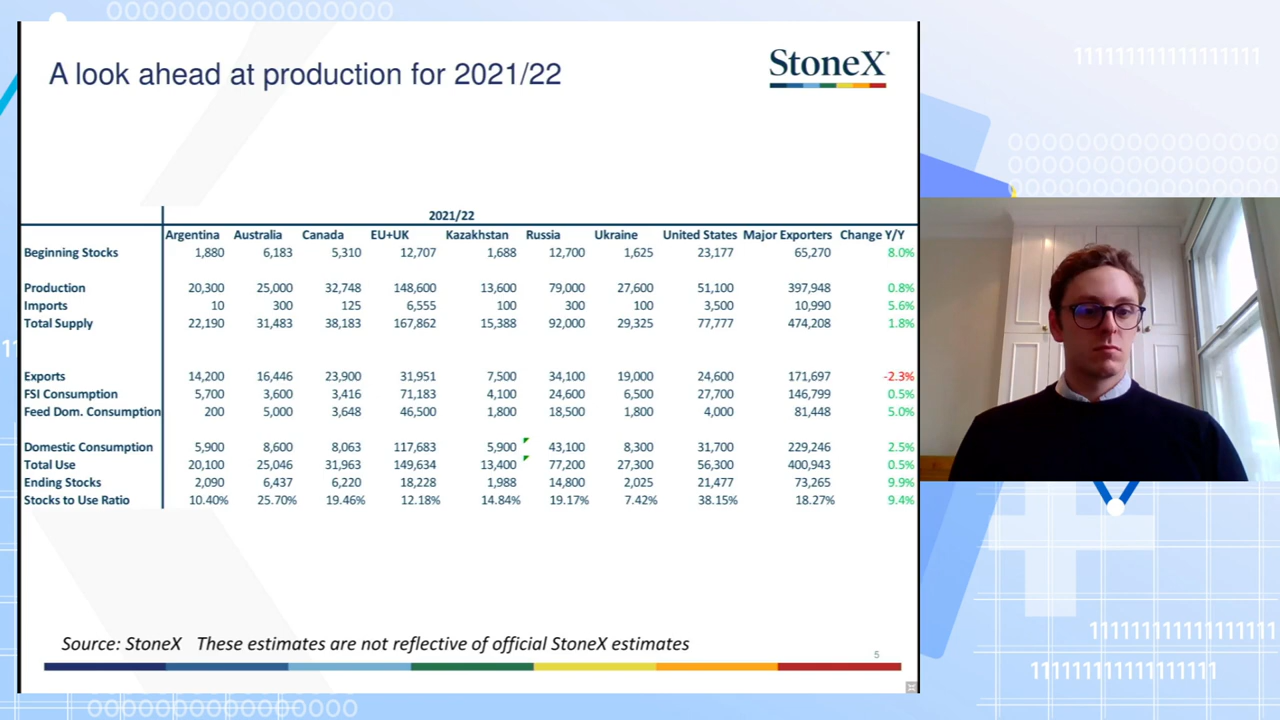 OOOOOOOOOOOOOOO
A look ahead at production for 2021/22
StoneX
2021/22
Argentina Australia Canada EU+UK Kazakhstan Russia Ukraine United States Major Exporters Change Y/Y
Beginning Stocks 1,880 6,183 5,310 12,707 1,688 12,700 1,625 23,177 65,270 8.0%
Production 20,300 25,000 32,748 148,600 13,600 79,000 27,600 51,100 397,948 0.8%
Imports 10 300 125 6,555 100 300 100 3,500 10,990 5.6%
Total Supply 22,190 31,483 38,183 167,862 15,388 92,000 29,325 77,777 474,208 1.8%
Exports 14,200 16,446 23,900 31,951 7,500 34,100 19,000 24,600 171,697 -2.3%
FSI Consumption 5,700 3,600 3,416 71,183 4,100 24,600 6,500 27,700 146,799 0.5%
Feed Dom. Consumption 200 5,000 3,648 46,500 1,800 18,500 1,800 4,000 81,448 5.0%
Domestic Consumption 5,900 8,600 8,063 117,683 5,900 43,100 8,300 31,700 229,246 2.5%
Total Use 20,100 25,046 31,963 149,634 13,400 77,200 27,300 56,300 400,943 0.5%
Ending Stocks 2,090 6,437 6,220 18,228 1,988 14,800 2,025 21,477 73,265 9.9%
Stocks to Use Ratio 10.40% 25.70% 19.46% 12.18% 14.84% 19.17% 7.42% 38.15% 18.27% 9.4%
Source: StoneX These estimates are not reflective of official StoneX estimates
5